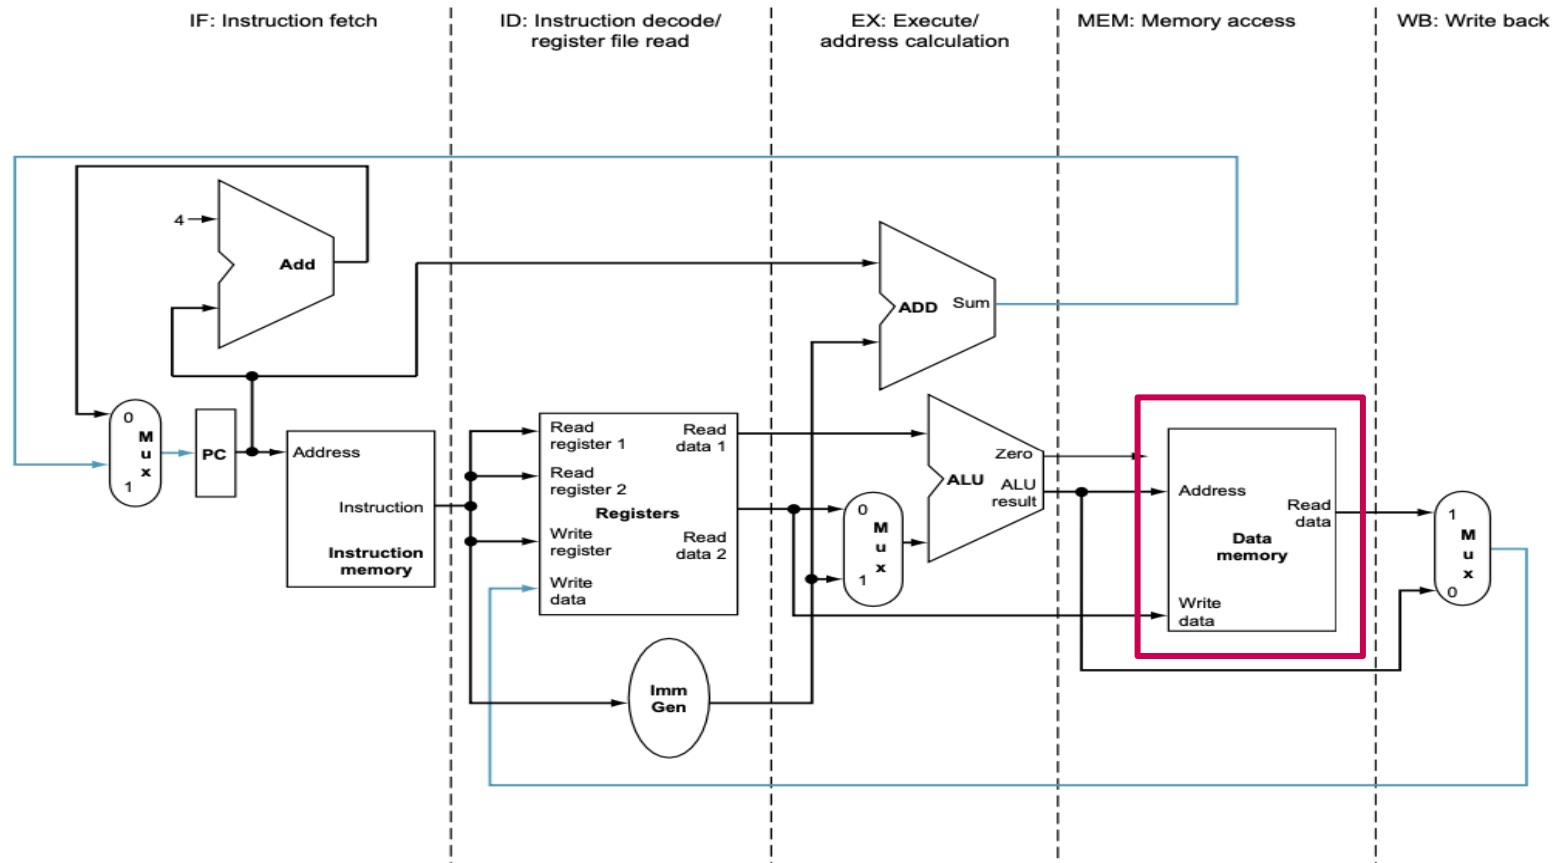 IF: Instruction fetch
ID: Instruction decode/
register file read
EX: Execute/
address calculation
MEM: Memory access
WB: Write back
4
Add
ADD
Sum
0
M
u
x
1
PC
Address
Instruction
Instruction
memory
Read
register 1
Read
register 2
Registers
Write
register
Write
data
Read
data 1
Read
data 2
Imm
Gen
0
M
u
x
1
Zero
ALU
ALU
result
Address
Read
data
Data
memory
Write
data
1
M
u
x
0